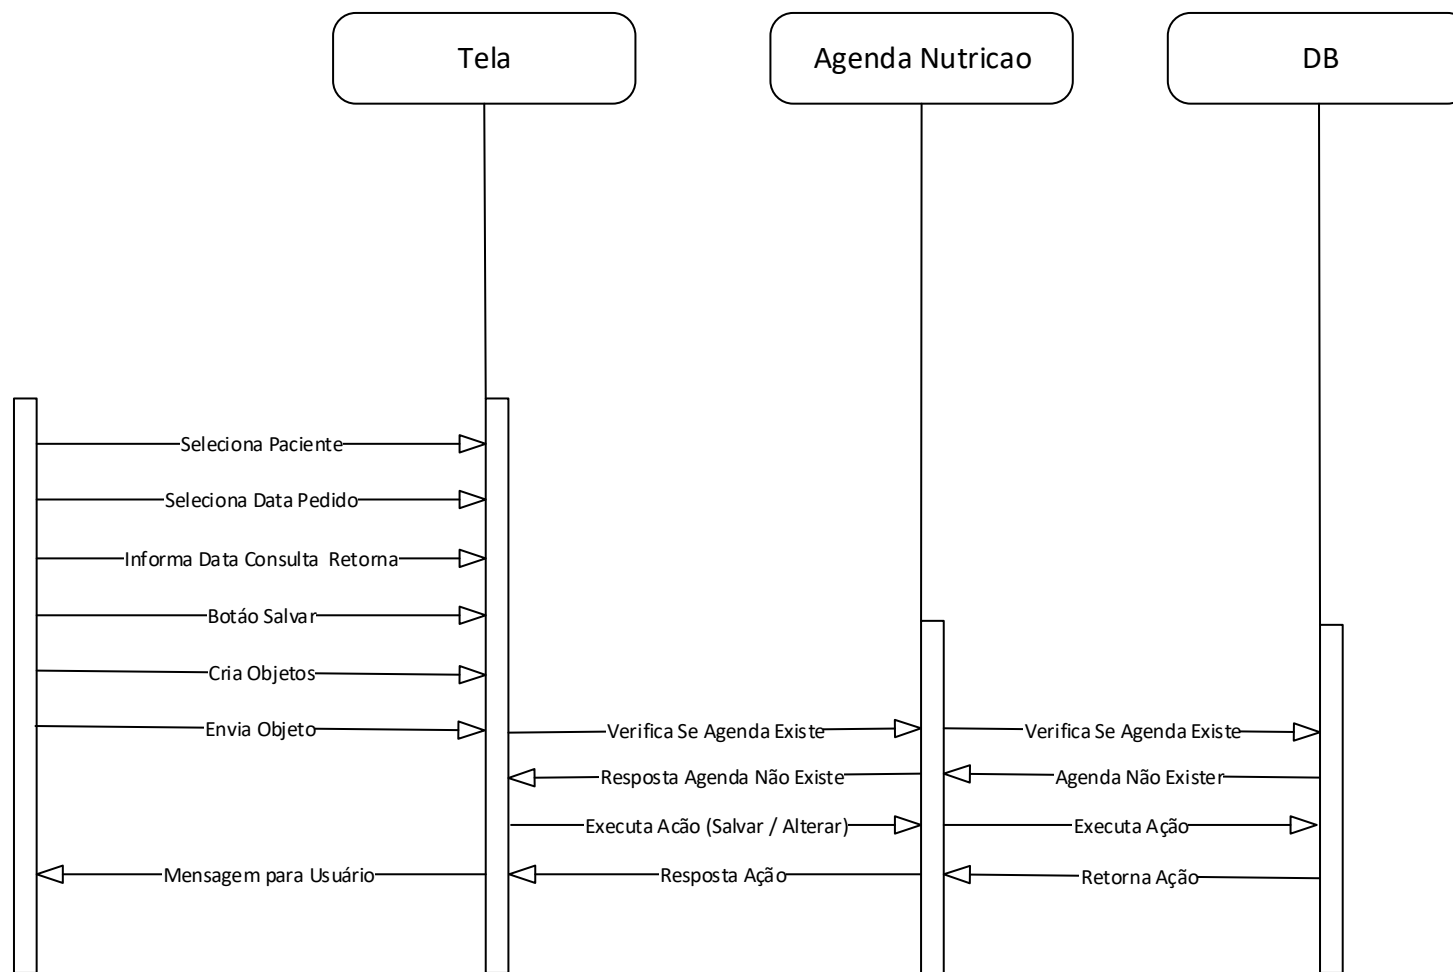 Tela
Agenda Nutricao
DB
Seleciona Paciente
Seleciona Data Pedido
Informa Data Consulta Retorna
Botáo Salvar
Cria Objetos
Envia Objeto
Verifica Se Agenda Existe
Verifica Se Agenda Existe
Resposta Agenda Não Existe
Agenda Não Exister
Executa Acão (Salvar / Alterar)
Executa Ação
Mensagem para Usuário
Resposta Ação
Retorna Ação